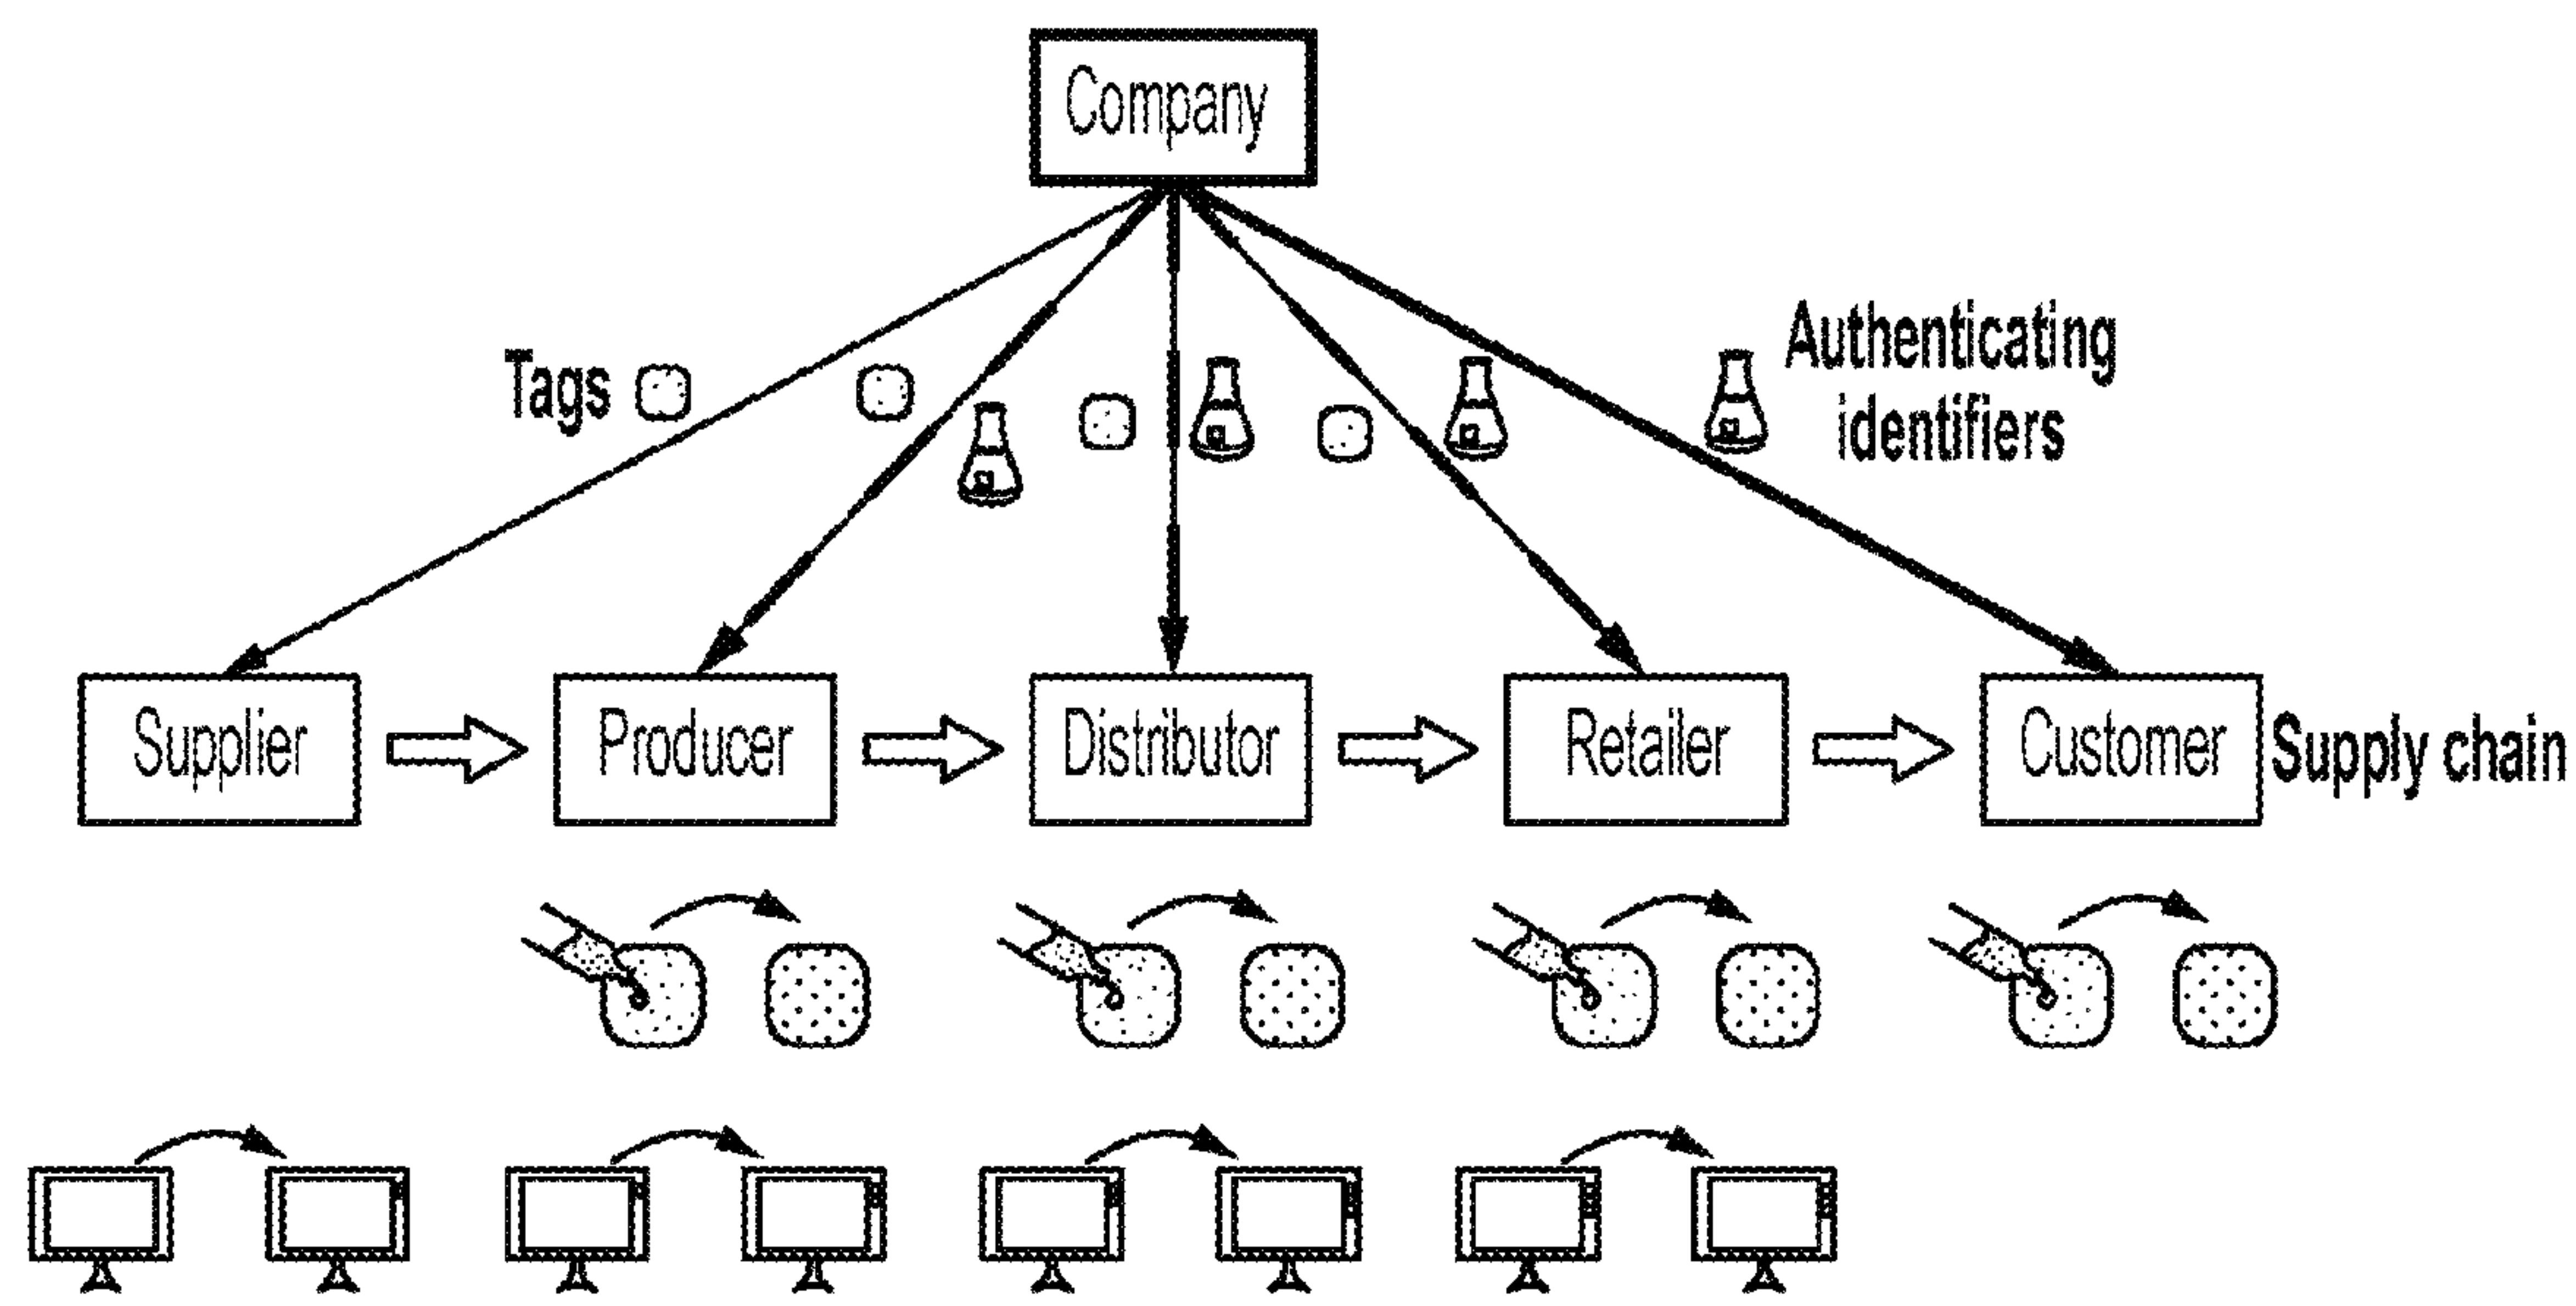 Company
Tags
Authenticating
identifiers
Supplier
Producer
Distributor
Retailer
Customer
Supply chain